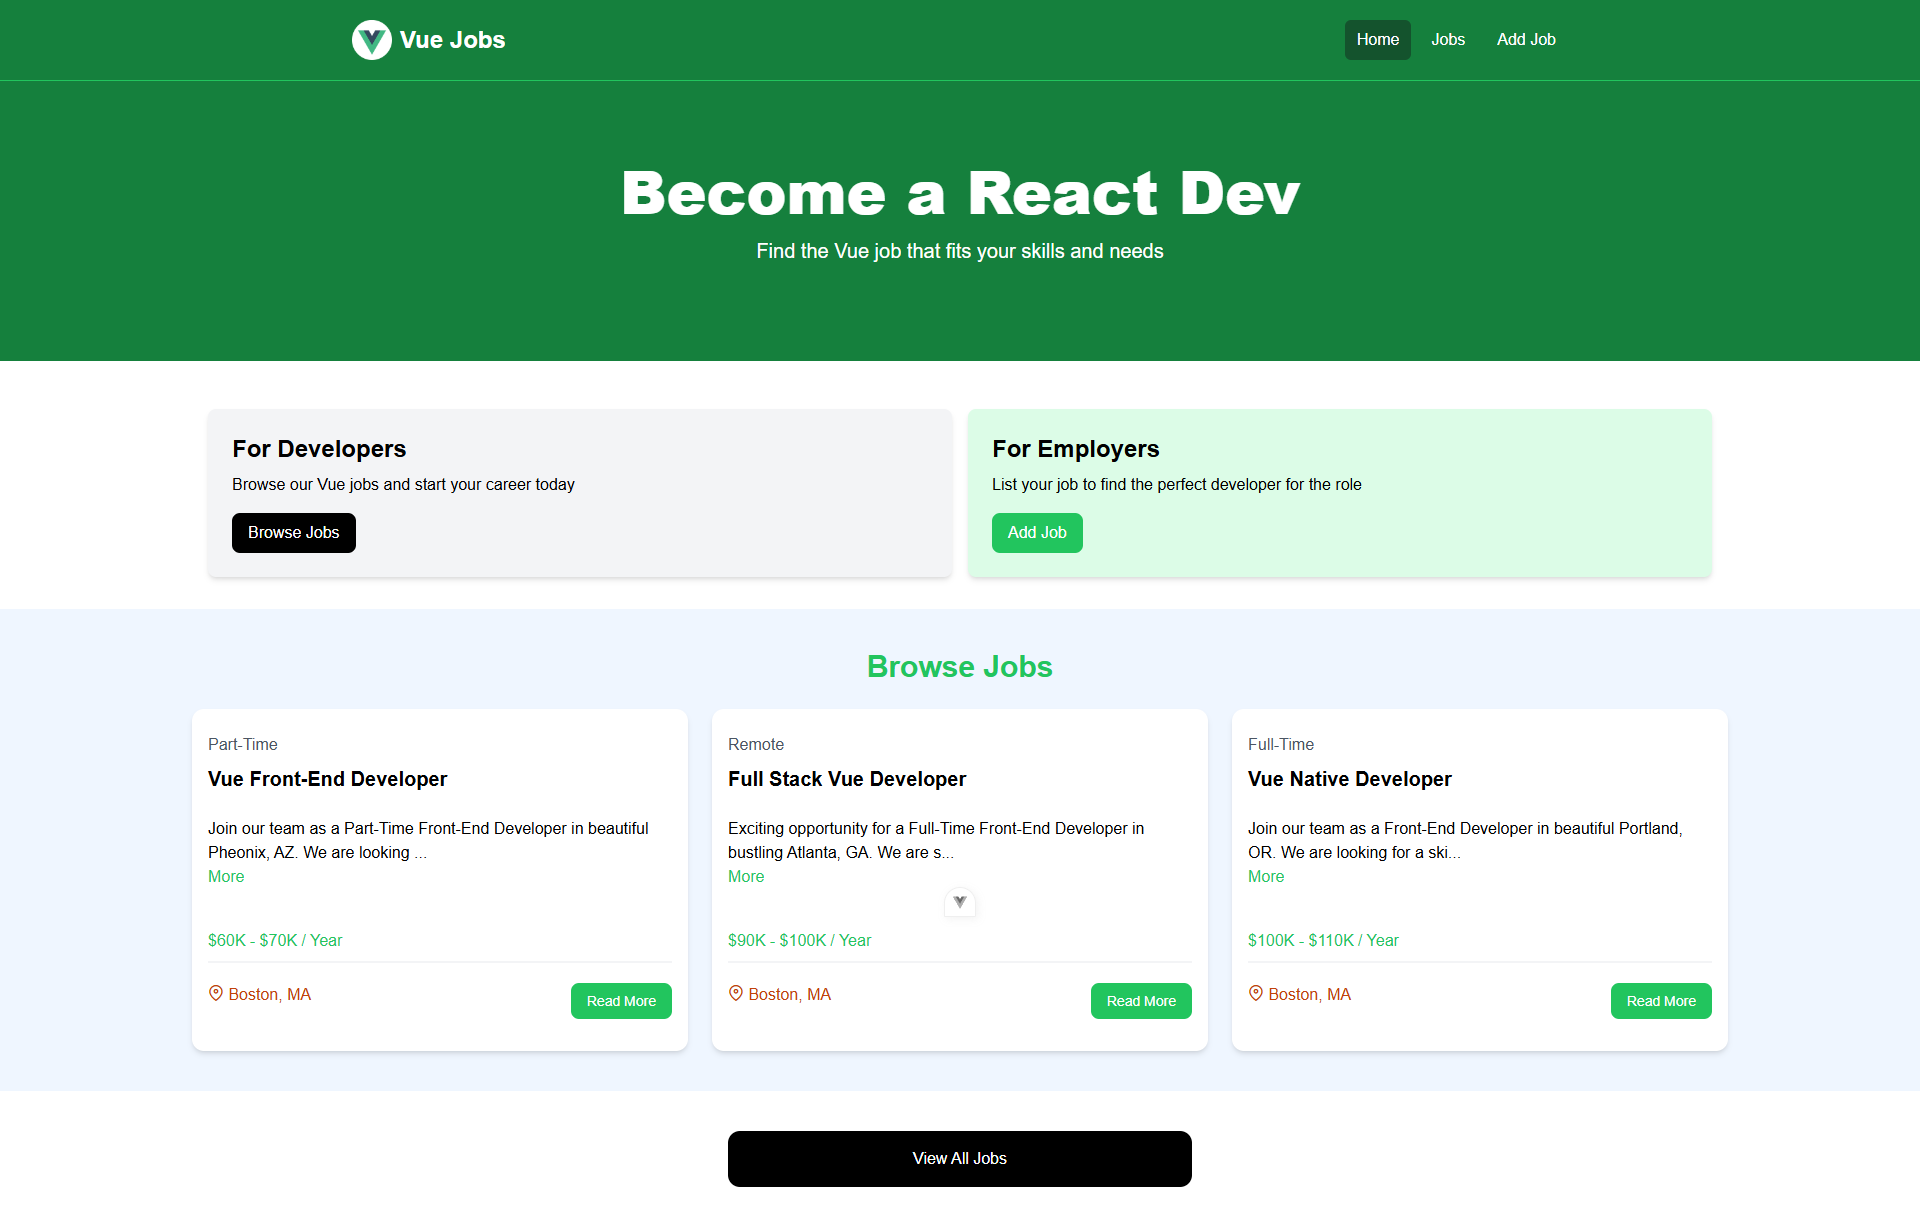 Vue Jobs
Home
Jobs
Add Job
Become a React Dev
Find the Vue job that fits your skills and needs
For Developers
Browse our Vue jobs and start your career today
Browse Jobs
For Employers
List your job to find the perfect developer for the role
Add Job
Browse Jobs
Part-Time
Vue Front-End Developer
Join our team as a Part-Time Front-End Developer in beautiful
Pheonix, AZ. We are looking ...
More
$60K - $70K / Year
Boston, MA
Read More
Remote
Full Stack Vue Developer
Exciting opportunity for a Full-Time Front-End Developer in
bustling Atlanta, GA. We are s...
More
$90K - $100K / Year
Boston, MA
Read More
Full-Time
Vue Native Developer
Join our team as a Front-End Developer in beautiful Portland,
OR. We are looking for a ski...
More
$100K - $110K / Year
Boston, MA
Read More
View All Jobs